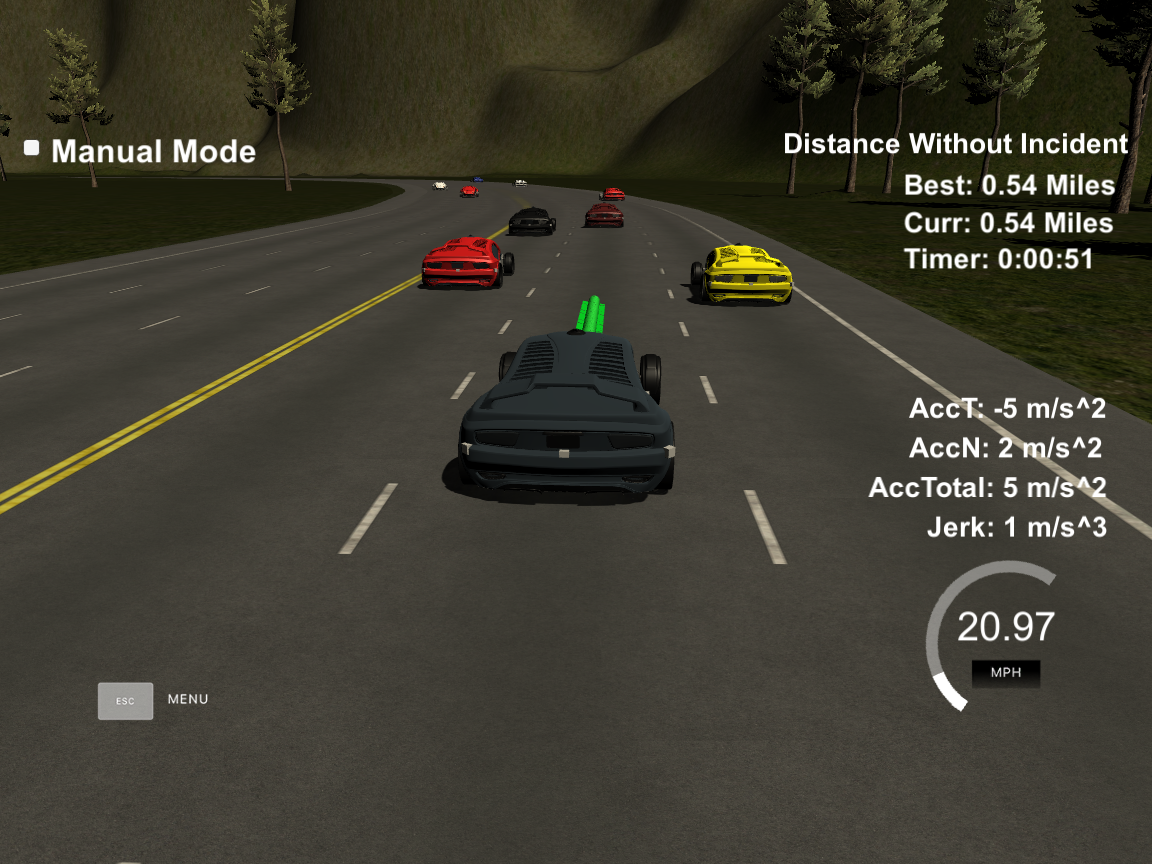 Manual Mode
Distance Without Incident
Best: 0.54 Miles
Curr: 0.54 Miles
Timer: 0:00:51
AccT: -5 m/s^2
AccN: 2 m/s^2
AccTotal: 5 m/s^2
Jerk: 1 m/s^3
20.97
MPH
ESC MENU